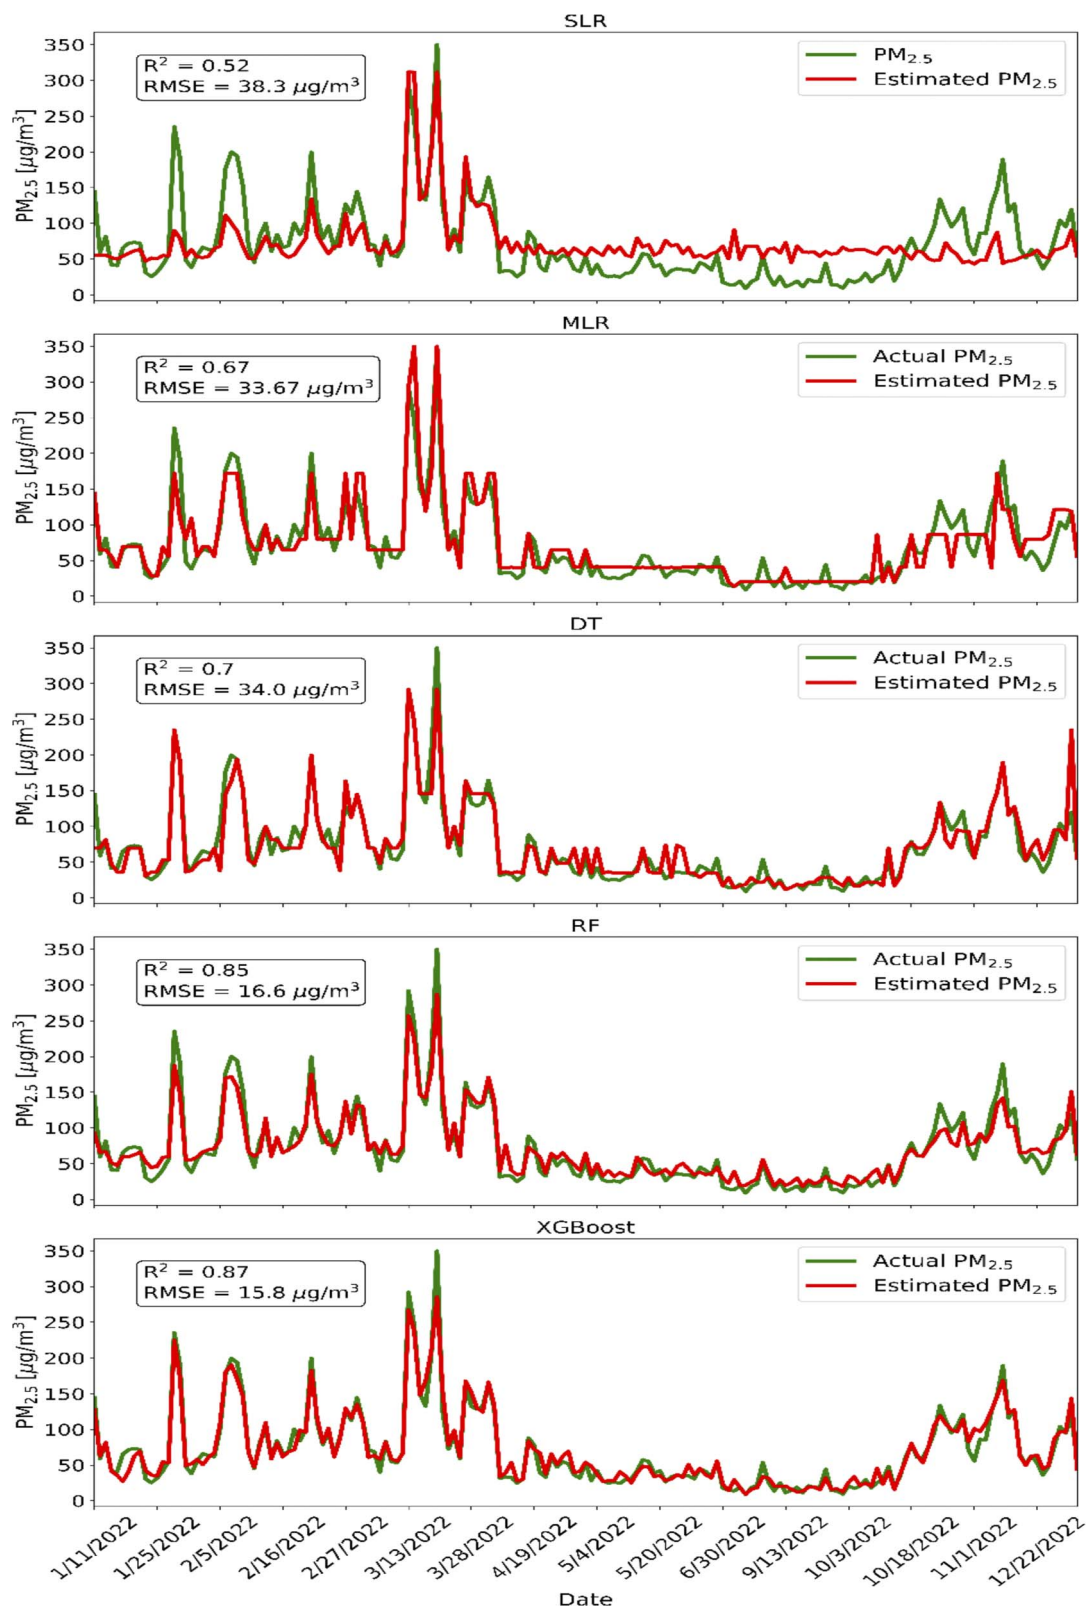 SLR
PM2.5 [μg/m³]
350
300
250
200
150
100
50
0
R² = 0.52
RMSE = 38.3 μg/m³
PM2.5
Estimated PM2.5
MLR
PM2.5 [μg/m³]
350
300
250
200
150
100
50
0
R² = 0.67
RMSE = 33.67 μg/m³
Actual PM2.5
Estimated PM2.5
DT
PM2.5 [μg/m³]
350
300
250
200
150
100
50
0
R² = 0.7
RMSE = 34.0 μg/m³
Actual PM2.5
Estimated PM2.5
RF
PM2.5 [μg/m³]
350
300
250
200
150
100
50
0
R² = 0.85
RMSE = 16.6 μg/m³
Actual PM2.5
Estimated PM2.5
XGBoost
PM2.5 [μg/m³]
350
300
250
200
150
100
50
0
R² = 0.87
RMSE = 15.8 μg/m³
Actual PM2.5
Estimated PM2.5
1/11/2022
1/25/2022
2/5/2022
2/16/2022
2/27/2022
3/13/2022
3/28/2022
4/19/2022
5/4/2022
5/20/2022
6/30/2022
9/13/2022
10/3/2022
10/18/2022
11/1/2022
12/22/2022
Date